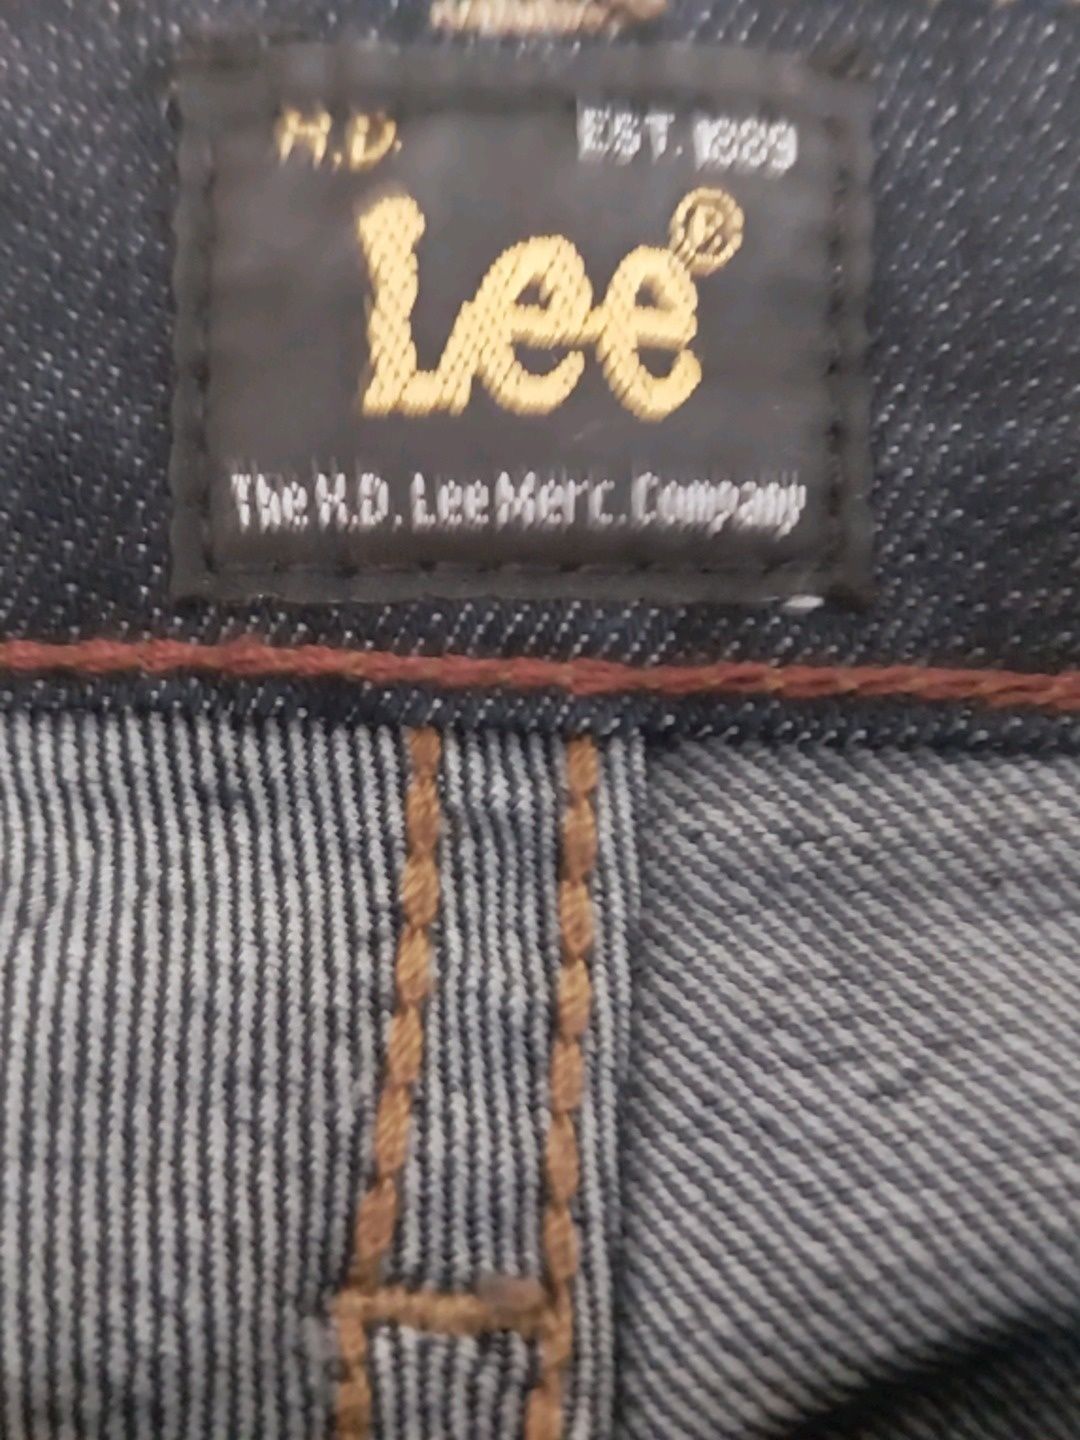 H.D. EST. 1889
Lee®
The H.D. Lee Merc. Company